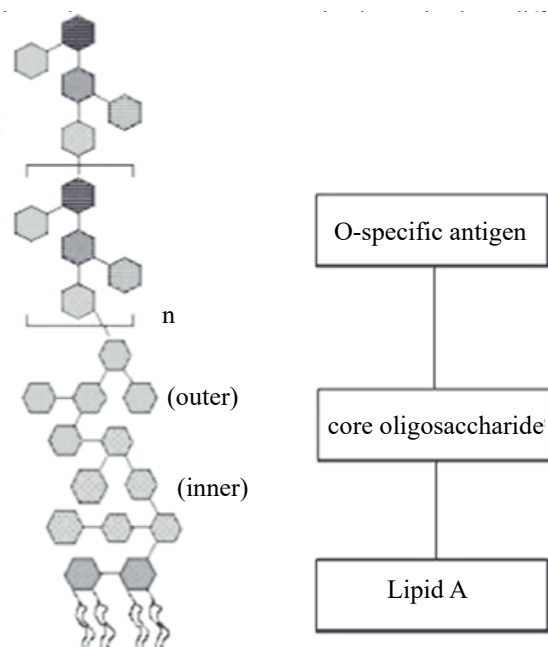 O-specific antigen
n
(outer)
core oligosaccharide
(inner)
Lipid A